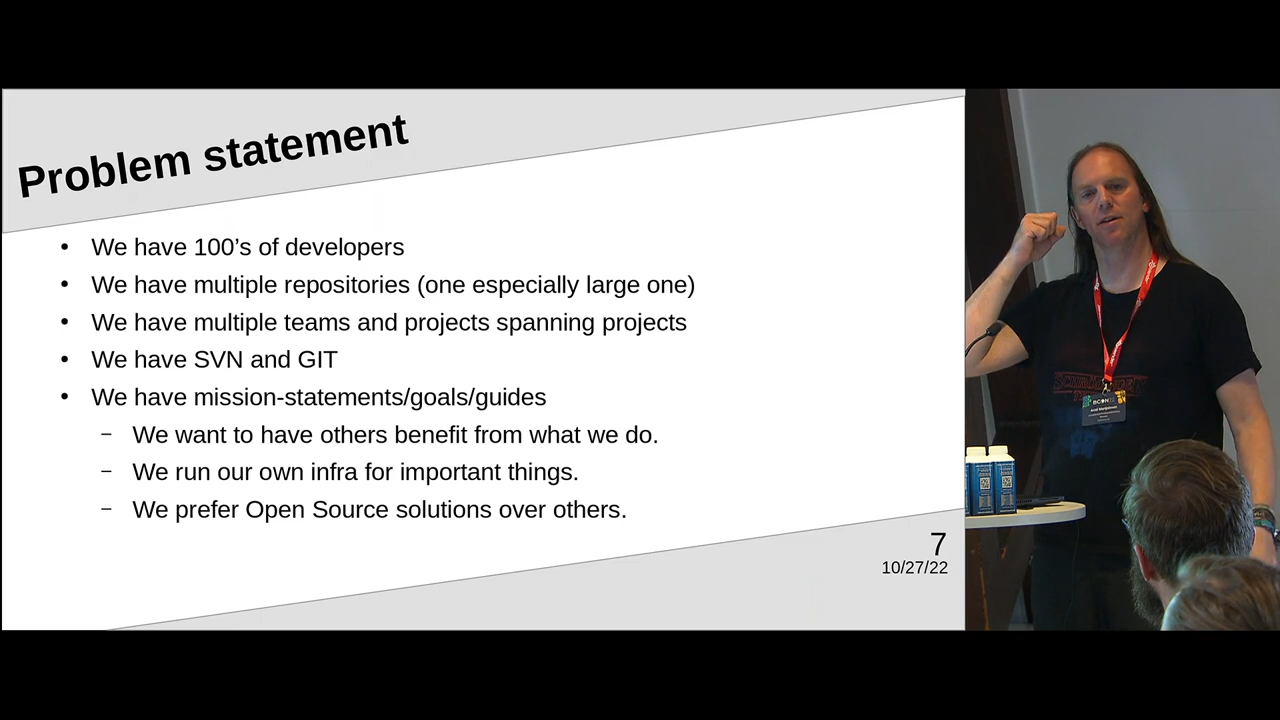 Problem statement
• We have 100’s of developers
• We have multiple repositories (one especially large one)
• We have multiple teams and projects spanning projects
• We have SVN and GIT
• We have mission-statements/goals/guides
– We want to have others benefit from what we do.
– We run our own infra for important things.
– We prefer Open Source solutions over others.
7
10/27/22
BCON22